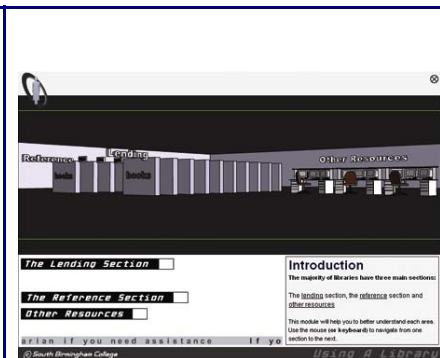 Reference
Lending
Other Resources
books
books
The Lending Section
The Reference Section
Other Resources
arian if you need assistance If yo
Introduction
The majority of libraries have three main sections:
The lending section, the reference section and
other resources
This module will help you to better understand each area.
Use the mouse (or keyboard) to navigate from one
section to the next.
© South Birmingham College
Using A Library